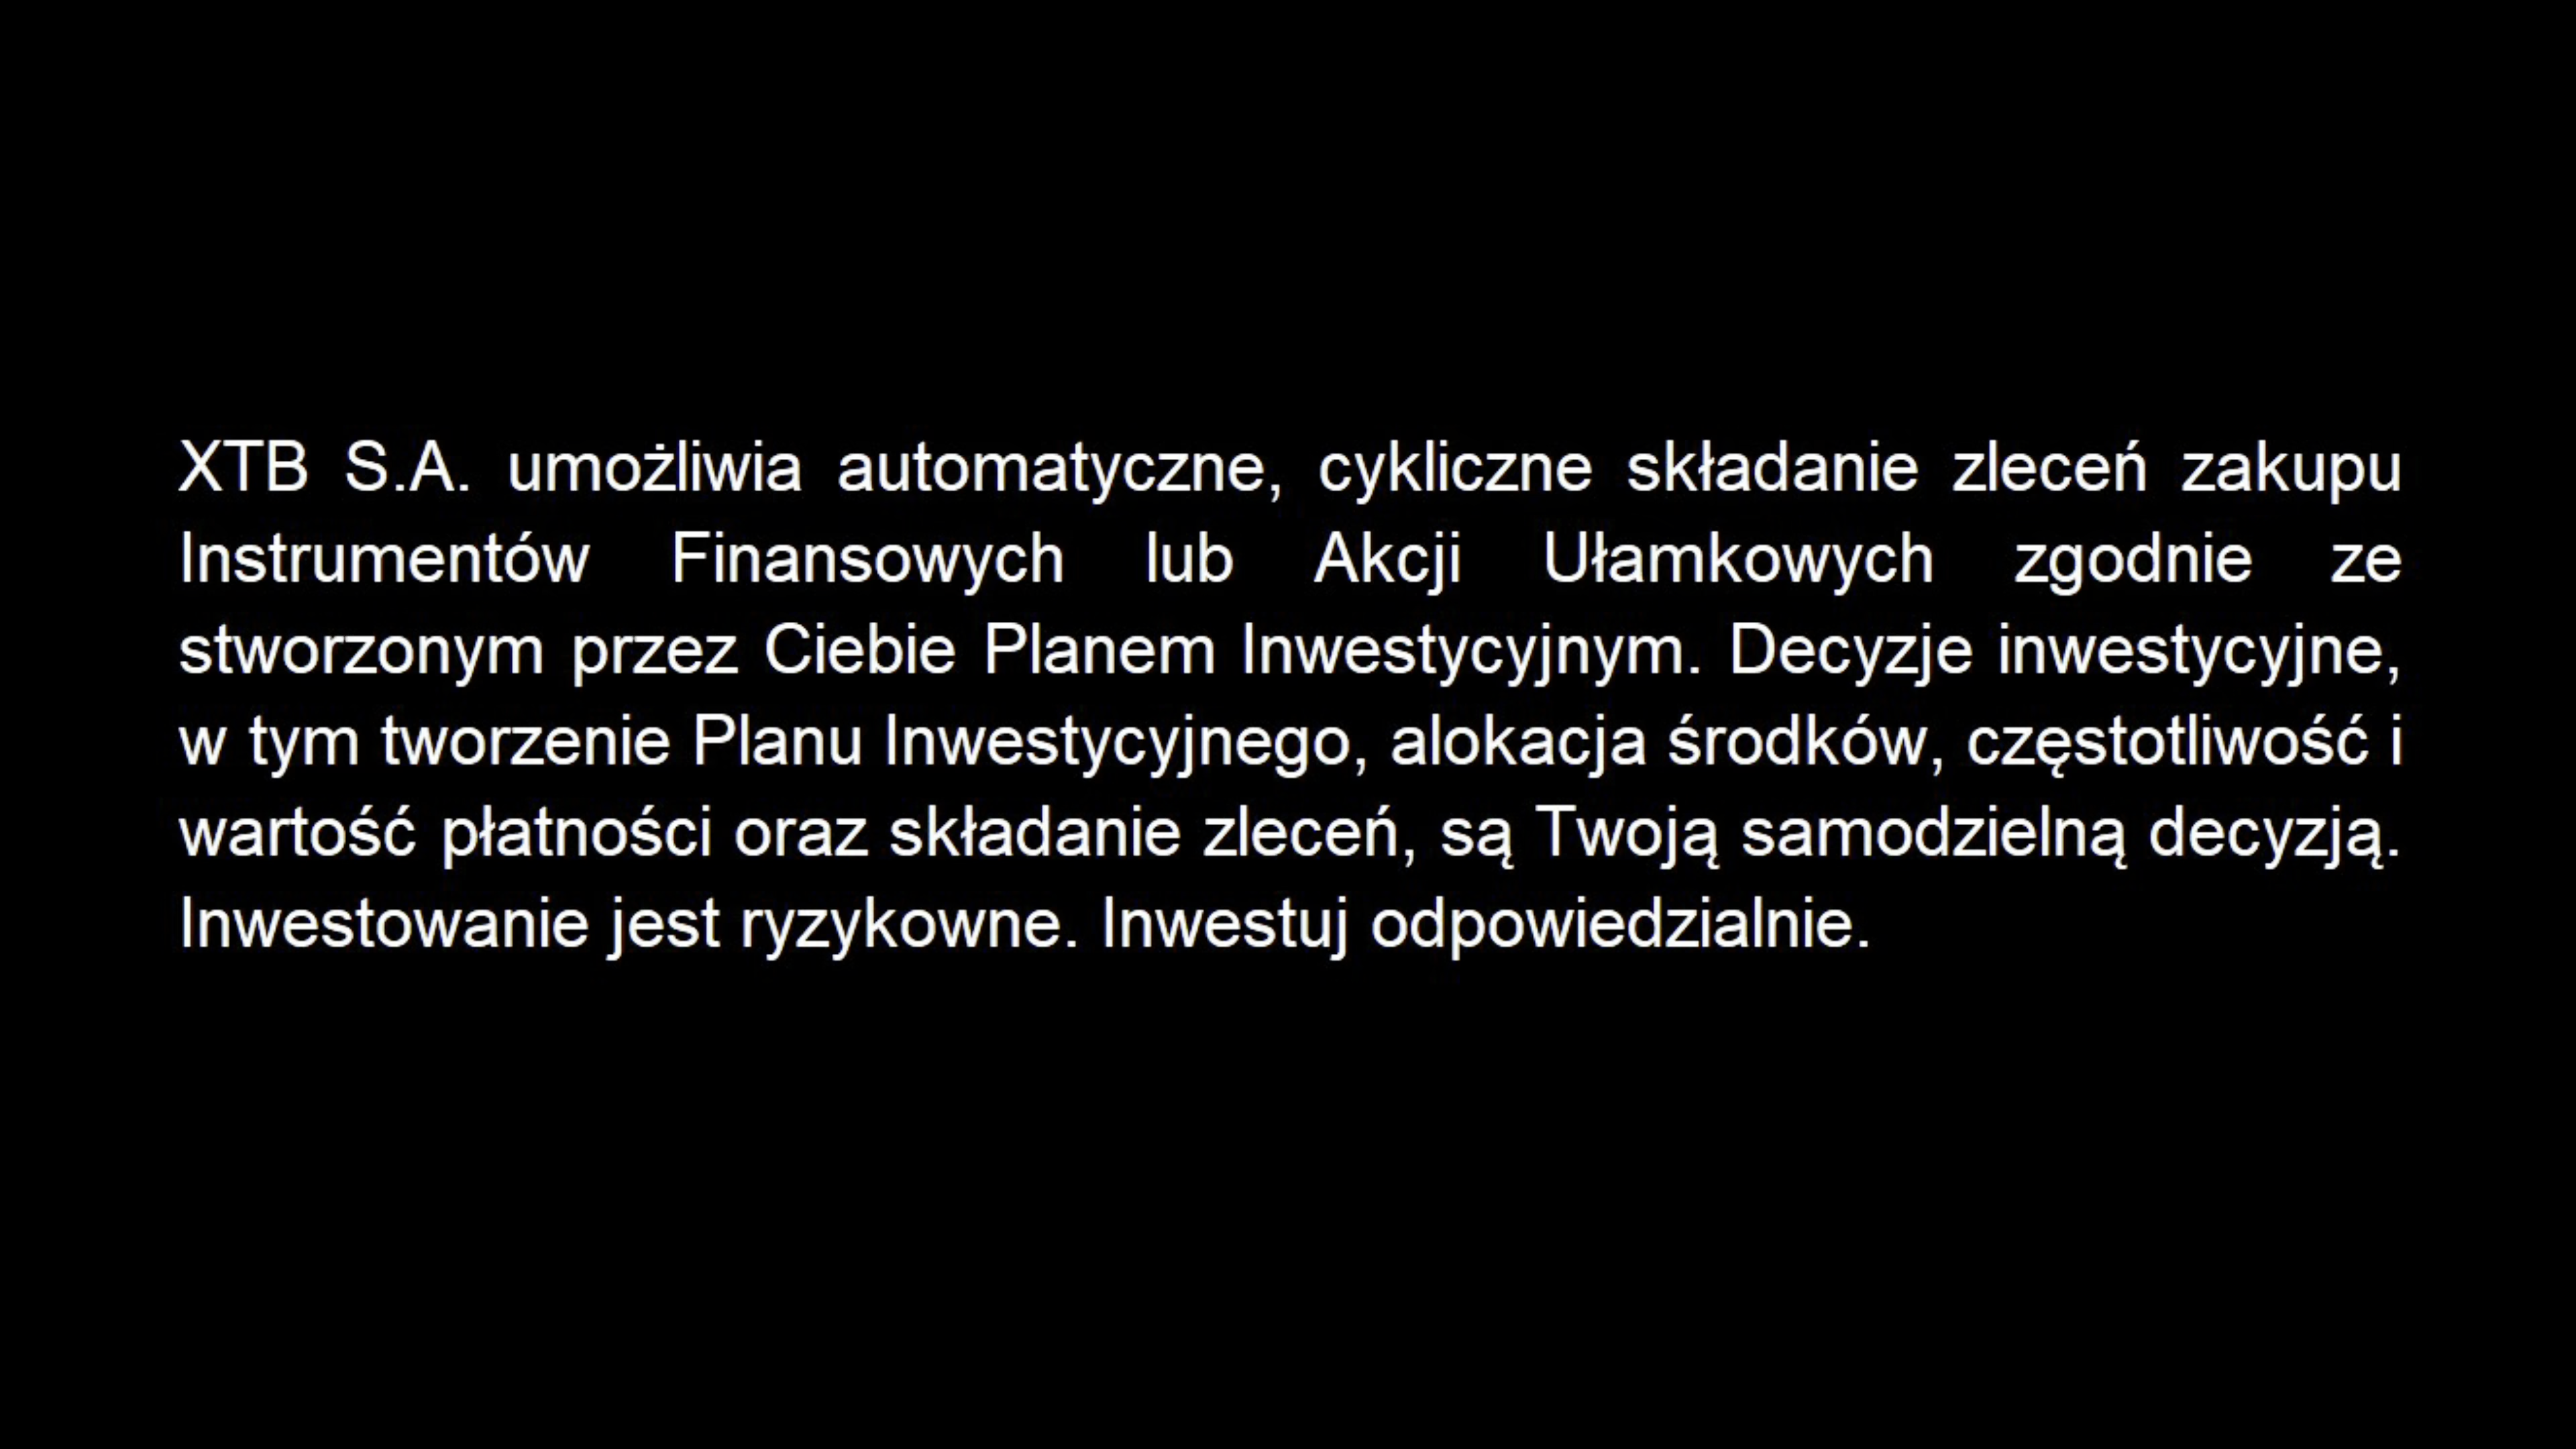 XTB S.A. umożliwia automatyczne, cykliczne składanie zleceń zakupu
Instrumentów Finansowych lub Akcji Ułamkowych zgodnie ze
stworzonym przez Ciebie Planem Inwestycyjnym. Decyzje inwestycyjne,
w tym tworzenie Planu Inwestycyjnego, alokacja środków, częstotliwość i
wartość płatności oraz składanie zleceń, są Twoją samodzielną decyzją.
Inwestowanie jest ryzykowne. Inwestuj odpowiedzialnie.